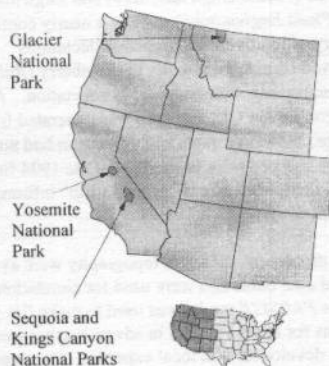 Glacier
National
Park
Yosemite
National
Park
Sequoia and
Kings Canyon
National Parks